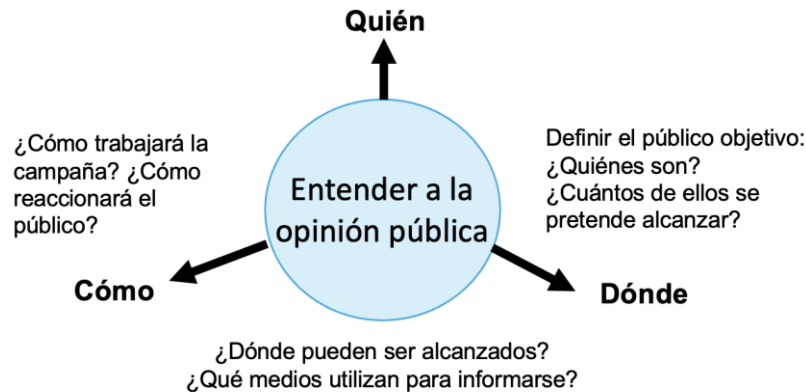 Quién
¿Cómo trabajará la
campaña? ¿Cómo
reaccionará el
público?
Definir el público objetivo:
¿Quiénes son?
¿Cuántos de ellos se
pretende alcanzar?
Entender a la
opinión pública
Cómo
Dónde
¿Dónde pueden ser alcanzados?
¿Qué medios utilizan para informarse?